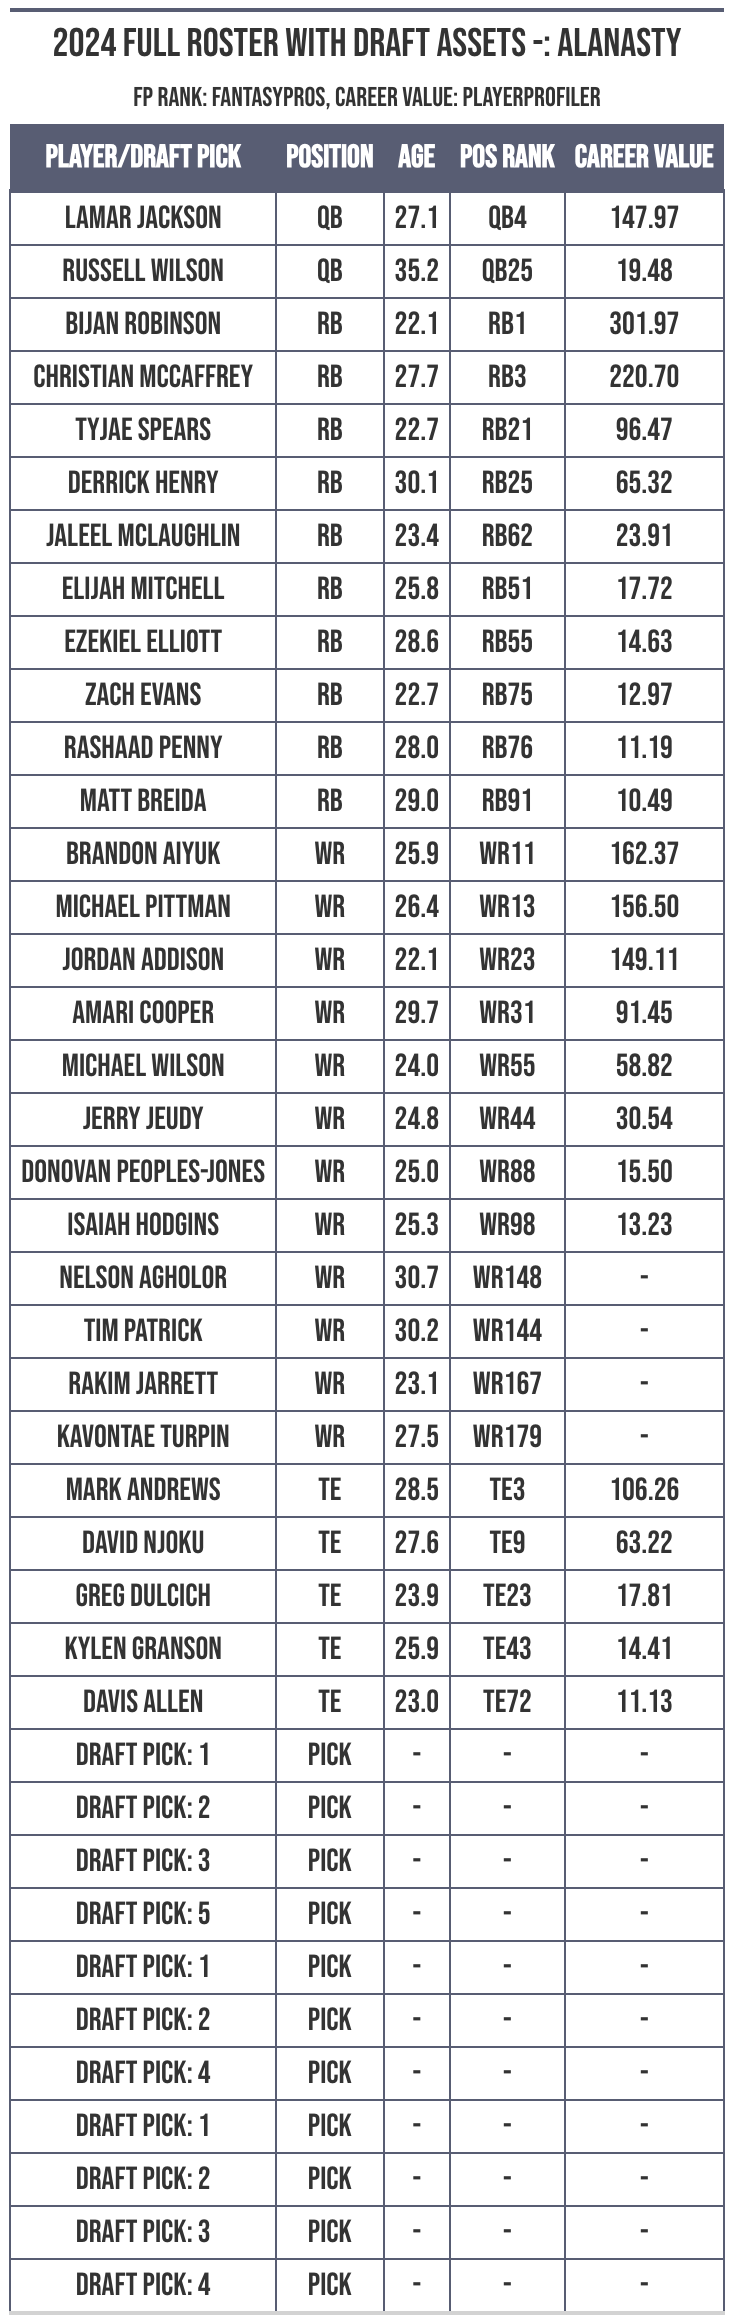 2024 FULL ROSTER WITH DRAFT ASSETS -: ALANASTY
FP RANK: FANTASYPROS, CAREER VALUE: PLAYERPROFILER
PLAYER/DRAFT PICK POSITION AGE POS RANK CAREER VALUE
LAMAR JACKSON QB 27.1 QB4 147.97
RUSSELL WILSON QB 35.2 QB25 19.48
BIJAN ROBINSON RB 22.1 RB1 301.97
CHRISTIAN MCCAFFREY RB 27.7 RB3 220.70
TYJAE SPEARS RB 22.7 RB21 96.47
DERRICK HENRY RB 30.1 RB25 65.32
JALEEL MCLAUGHLIN RB 23.4 RB62 23.91
ELIJAH MITCHELL RB 25.8 RB51 17.72
EZEKIEL ELLIOTT RB 28.6 RB55 14.63
ZACH EVANS RB 22.7 RB75 12.97
RASHAAD PENNY RB 28.0 RB76 11.19
MATT BREIDA RB 29.0 RB91 10.49
BRANDON AIYUK WR 25.9 WR11 162.37
MICHAEL PITTMAN WR 26.4 WR13 156.50
JORDAN ADDISON WR 22.1 WR23 149.11
AMARI COOPER WR 29.7 WR31 91.45
MICHAEL WILSON WR 24.0 WR55 58.82
JERRY JEUDY WR 24.8 WR44 30.54
DONOVAN PEOPLES-JONES WR 25.0 WR88 15.50
ISAIAH HODGINS WR 25.3 WR98 13.23
NELSON AGHOLOR WR 30.7 WR148 -
TIM PATRICK WR 30.2 WR144 -
RAKIM JARRETT WR 23.1 WR167 -
KAVONTAE TURPIN WR 27.5 WR179 -
MARK ANDREWS TE 28.5 TE3 106.26
DAVID NJOKU TE 27.6 TE9 63.22
GREG DULCICH TE 23.9 TE23 17.81
KYLEN GRANSON TE 25.9 TE43 14.41
DAVIS ALLEN TE 23.0 TE72 11.13
DRAFT PICK: 1 PICK - - -
DRAFT PICK: 2 PICK - - -
DRAFT PICK: 3 PICK - - -
DRAFT PICK: 5 PICK - - -
DRAFT PICK: 1 PICK - - -
DRAFT PICK: 2 PICK - - -
DRAFT PICK: 4 PICK - - -
DRAFT PICK: 1 PICK - - -
DRAFT PICK: 2 PICK - - -
DRAFT PICK: 3 PICK - - -
DRAFT PICK: 4 PICK - - -